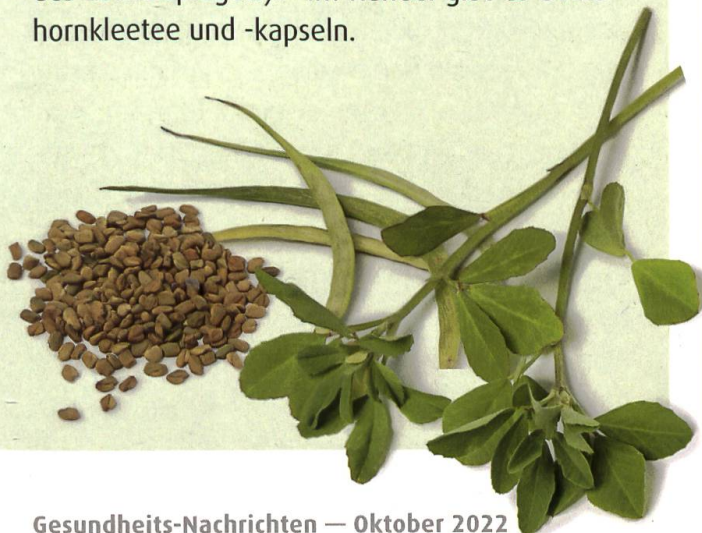 hornkleetee und -kapseln.
Gesundheits-Nachrichten — Oktober 2022